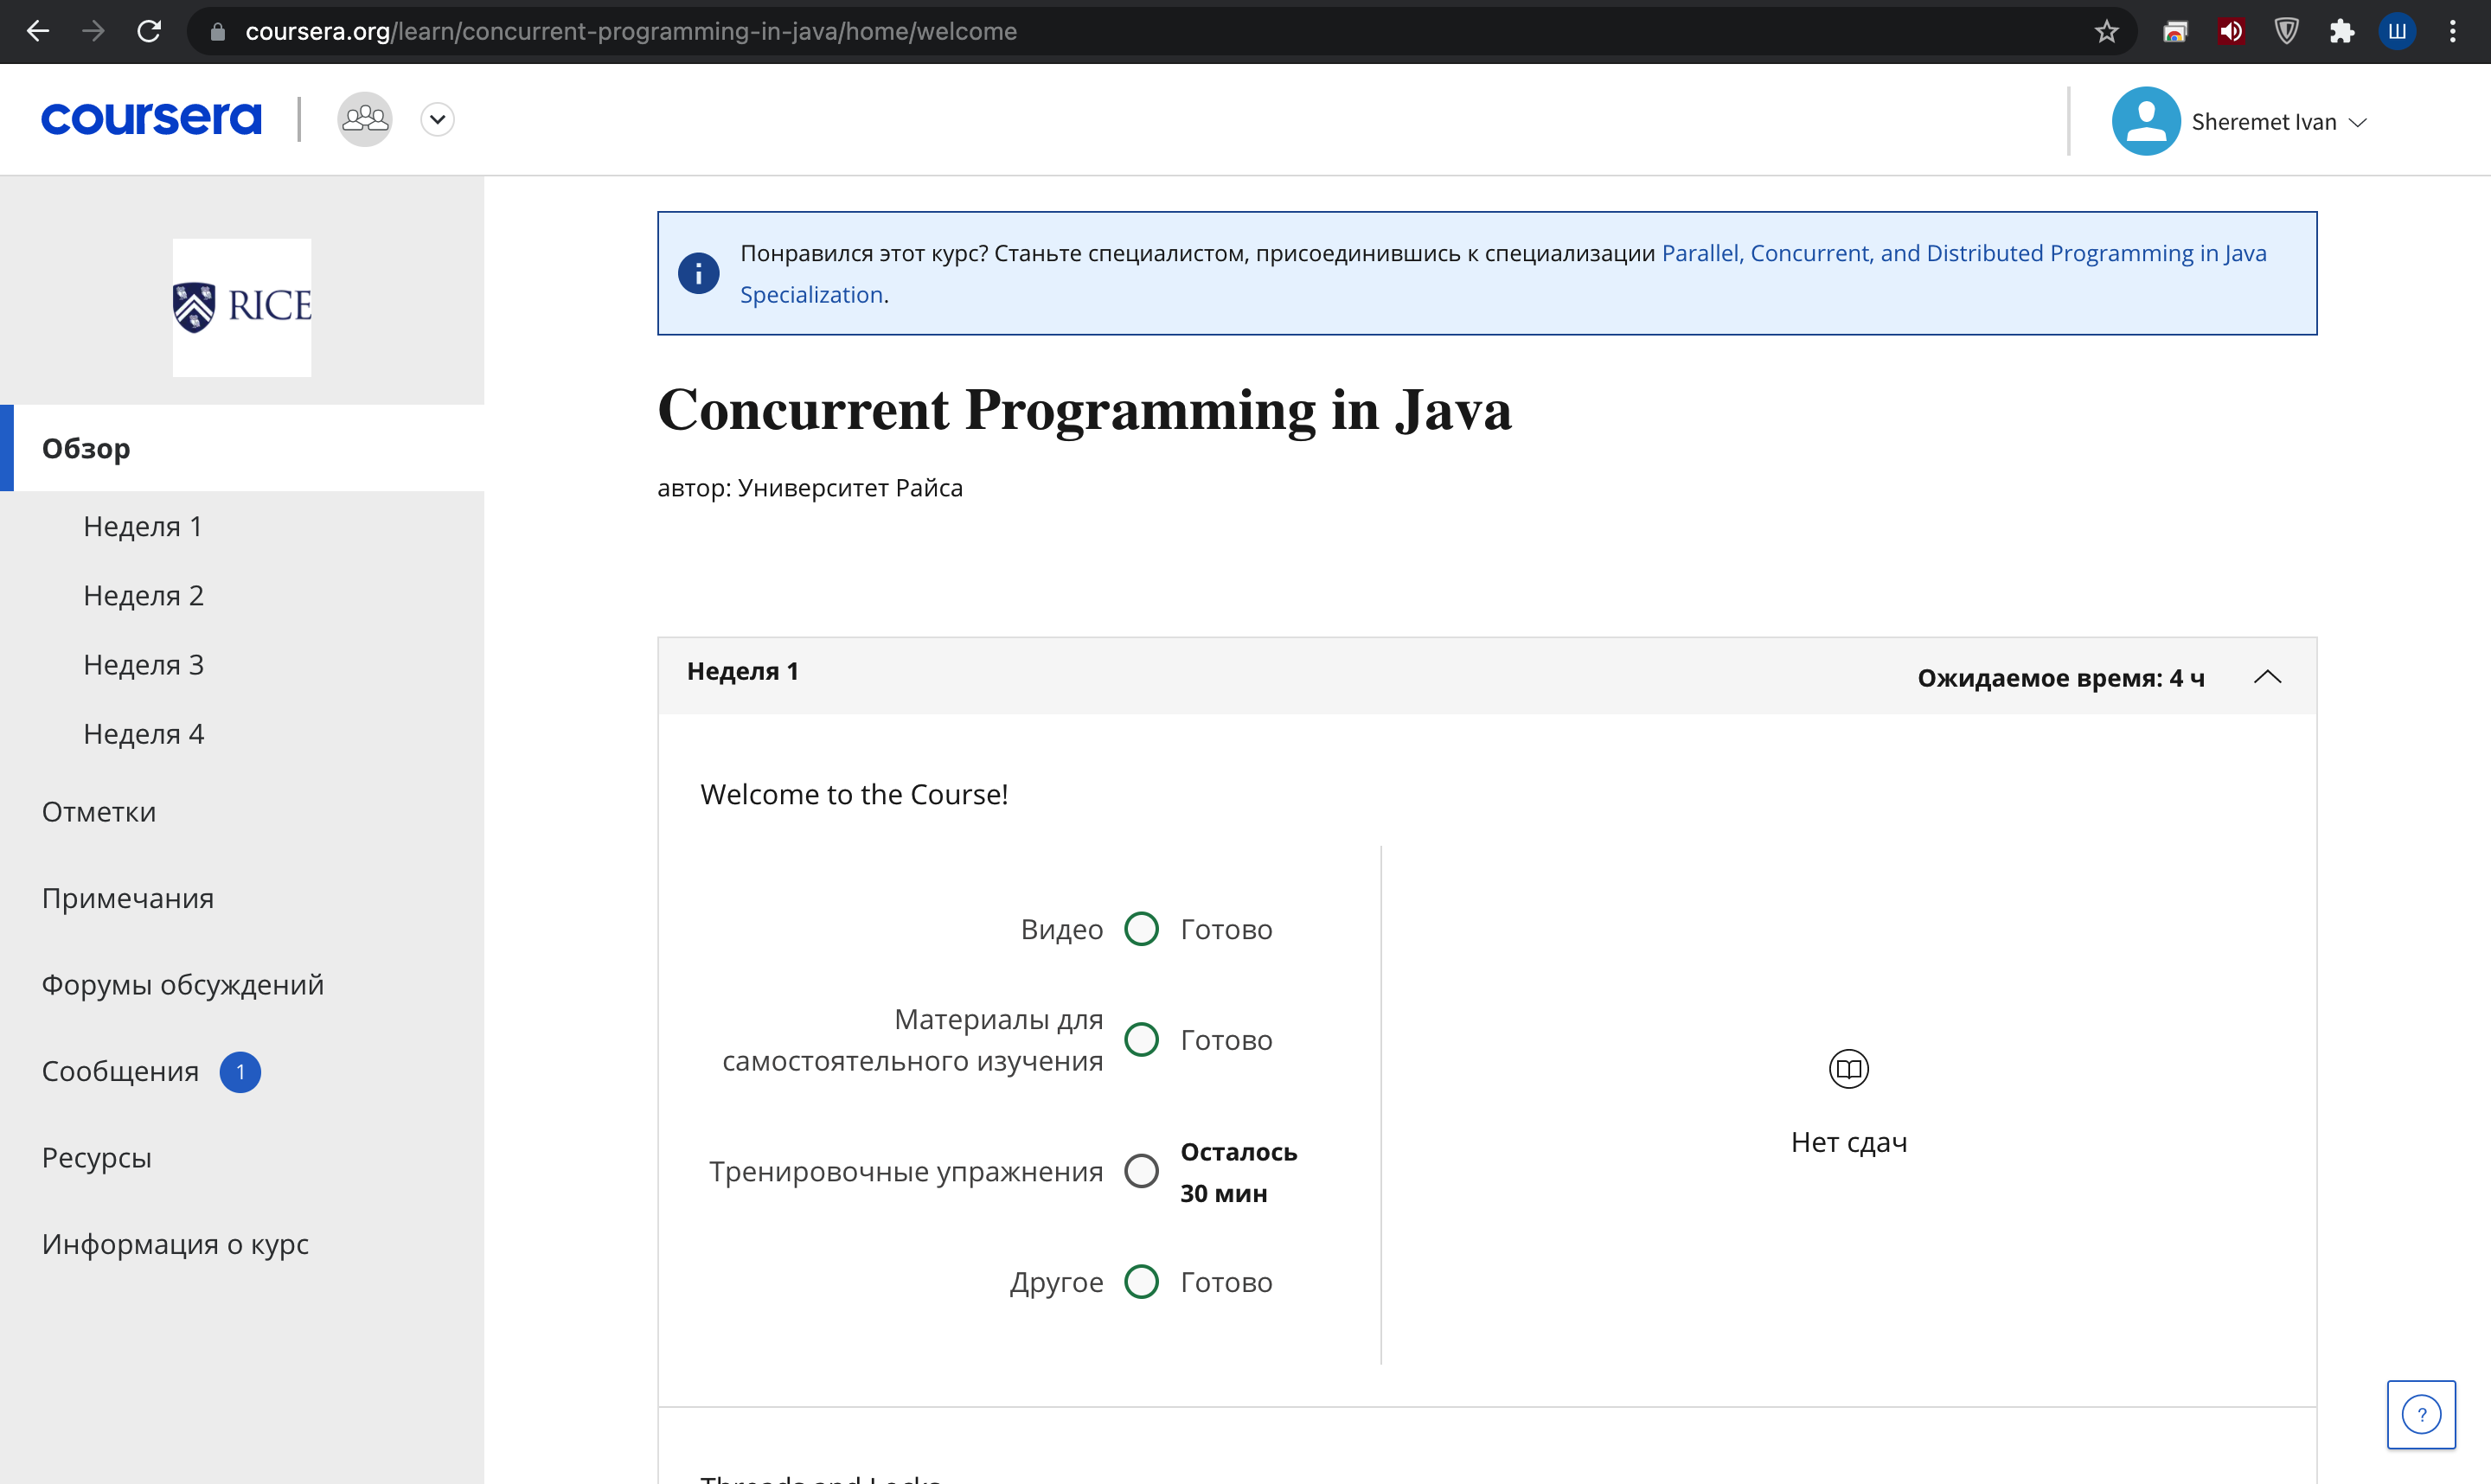 coursera.org/learn/concurrent-programming-in-java/home/welcome
Ш
coursera
Sheremet Ivan
RICE
Обзор
Неделя 1
Неделя 2
Неделя 3
Неделя 4
Отметки
Примечания
Форумы обсуждений
Сообщения 1
Ресурсы
Информация о курс
Понравился этот курс? Станьте специалистом, присоединившись к специализации Parallel, Concurrent, and Distributed Programming in Java
Specialization.
Concurrent Programming in Java
автор: Университет Райса
Неделя 1
Ожидаемое время: 4 ч
Welcome to the Course!
Видео Готово
Материалы для
самостоятельного изучения Готово
Тренировочные упражнения Осталось
30 мин
Другое Готово
Нет сдач
?
Threads and Locks